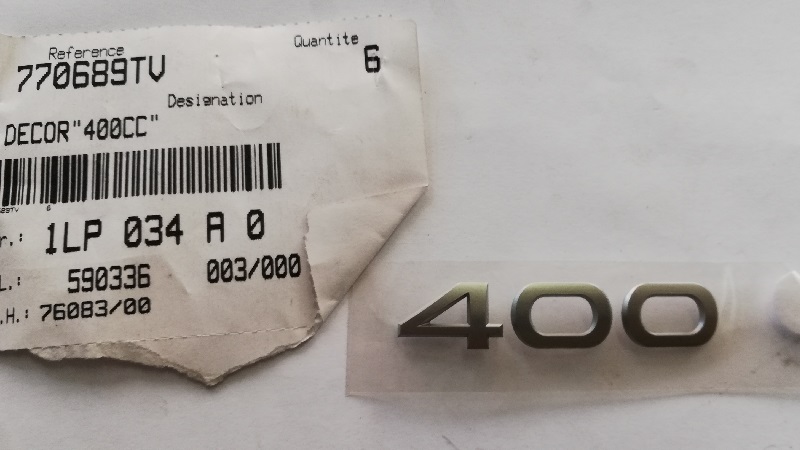 Reference
770689TV
Quantite
6
Designation
DECOR"400CC"
1LP 034 A 0
L.: 590336 003/000
.H.: 76083/00
400